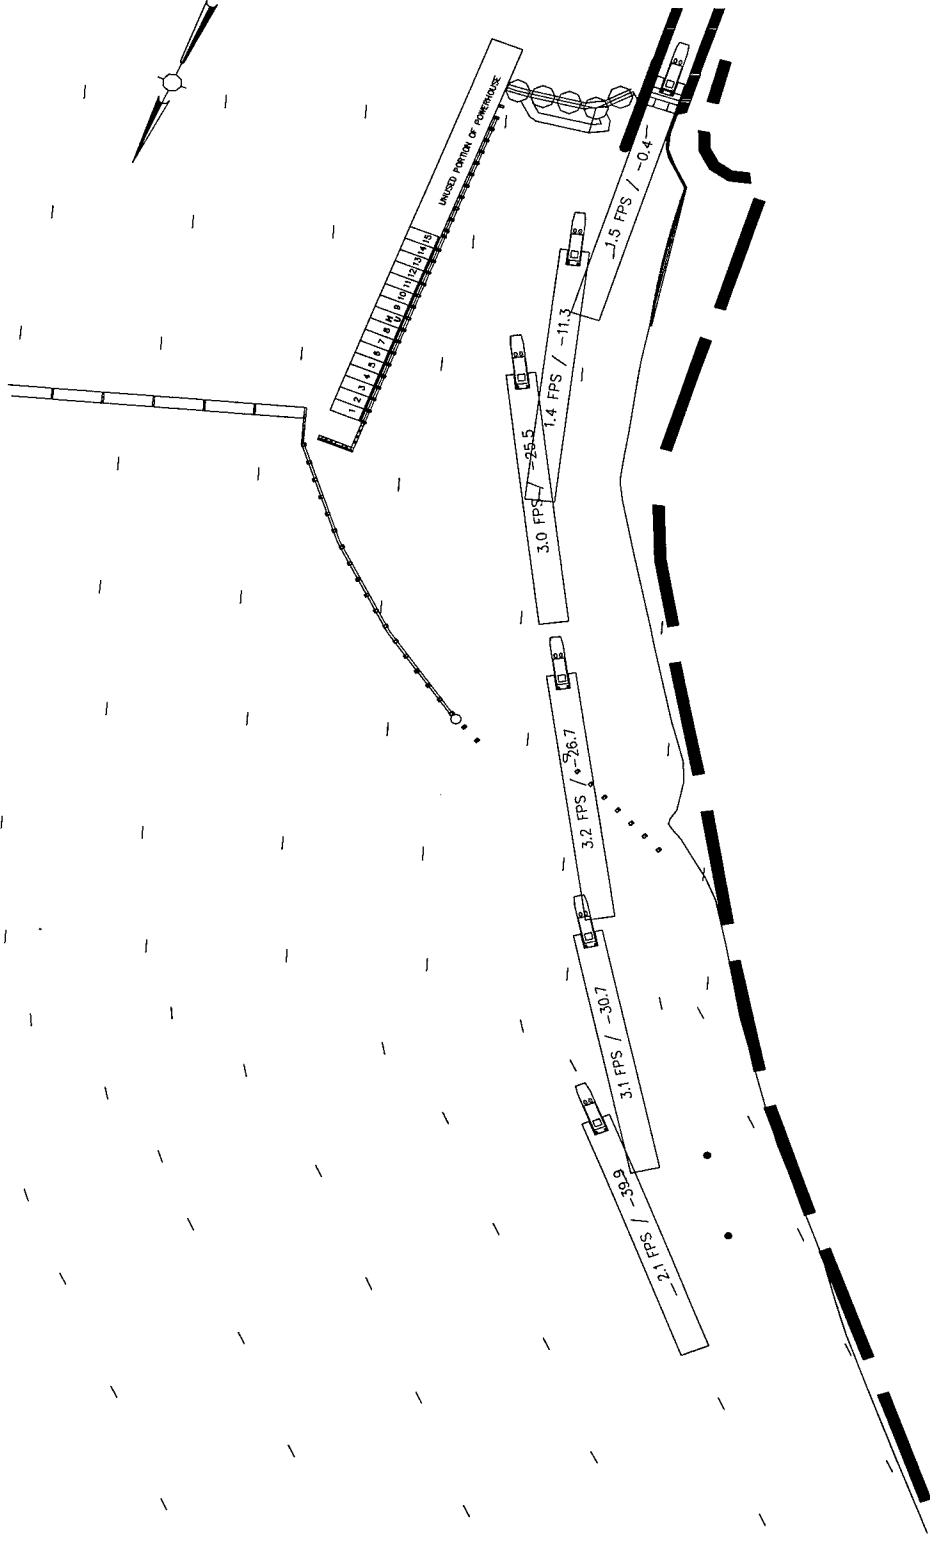 UNUSED PORTION OF POWERHOUSE
15
14
13
12
11
10
9
8
7
6
5
4
3
2
1
1.5 FPS / -0.4
1.4 FPS / -11.3
3.0 FPS / -25.5
3.2 FPS / -26.7
3.1 FPS / -30.7
2.1 FPS / -39.9